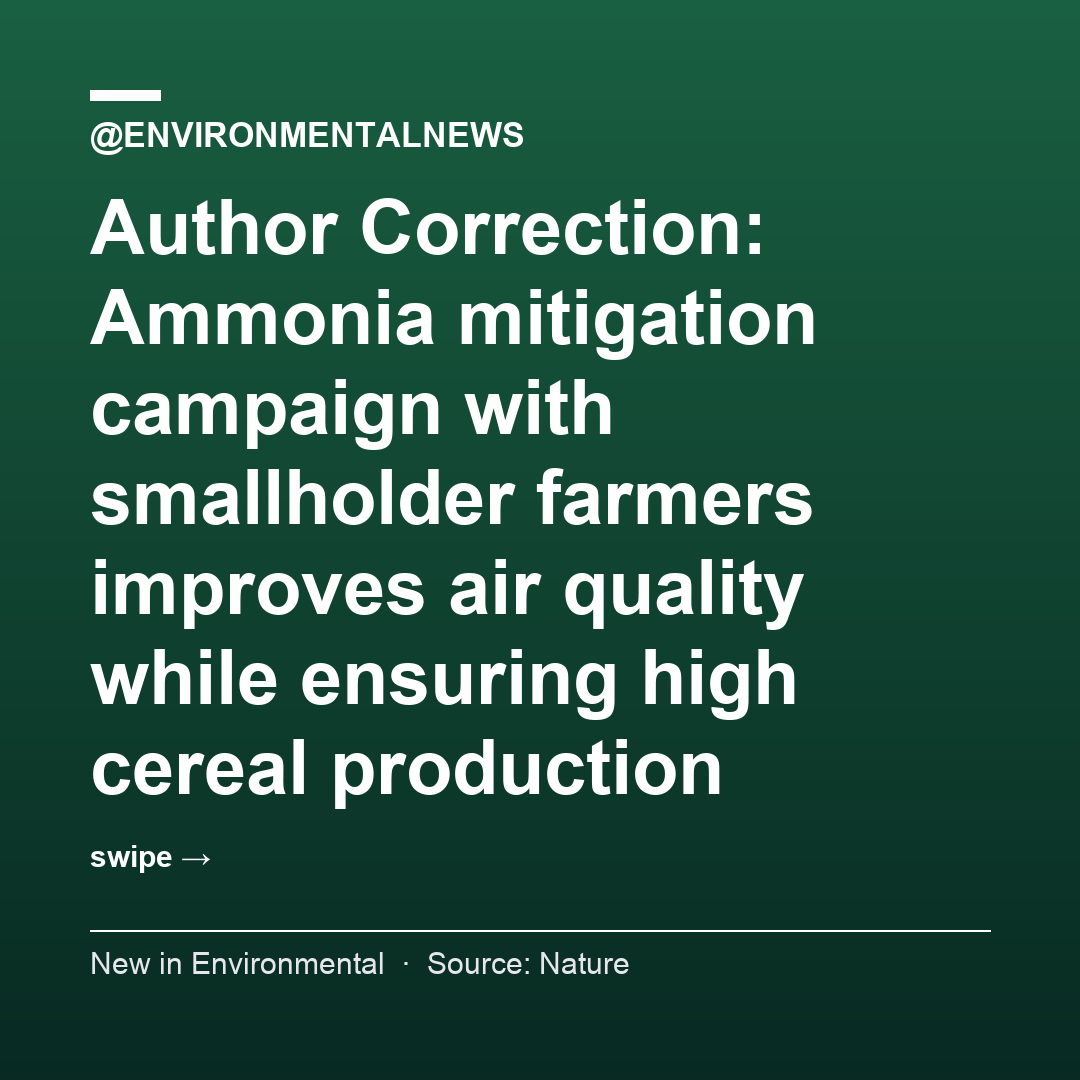 @ENVIRONMENTALNEWS
Author Correction:
Ammonia mitigation
campaign with
smallholder farmers
improves air quality
while ensuring high
cereal production
swipe →
New in Environmental · Source: Nature